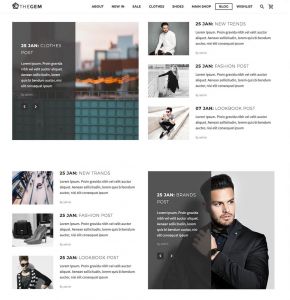 THEGEM
ABOUT NEW IN SALE CLOTHES SHOES MAIN SHOP BLOG WISHLIST
25 JAN: CLOTHES
POST
Lorem Ipsum. Proin gravida
nibh vel velit auctor aliquet.
Aenean sollicitudin, lorem quis
bibendum auctor, nisi elit
consequat ipsum
25 JAN: NEW TRENDS
Lorem Ipsum. Proin gravida nibh vel velit auctor
aliquet. Aenean sollicitudin, lorem quis bibendum
auctor, nisi elit consequat ipsum
25 JAN: FASHION POST
Lorem Ipsum. Proin gravida nibh vel velit auctor
aliquet. Aenean sollicitudin, lorem quis bibendum
auctor, nisi elit consequat ipsum
07 JAN: LOOKBOOK POST
Lorem Ipsum. Proin gravida nibh vel velit auctor
aliquet. Aenean sollicitudin, lorem quis bibendum
auctor, nisi elit consequat ipsum
25 JAN: NEW TRANDS
Lorem Ipsum. Proin gravida nibh vel velit auctor
aliquet. Aenean sollicitudin, lorem quis bibendum
auctor, nisi elit consequat ipsum
25 JAN: FASHION POST
Lorem Ipsum. Proin gravida nibh vel velit auctor
aliquet. Aenean sollicitudin, lorem quis bibendum
auctor, nisi elit consequat ipsum
25 JAN: LOOKBOOK POST
Lorem Ipsum. Proin gravida nibh vel velit auctor
aliquet. Aenean sollicitudin, lorem quis bibendum
auctor, nisi elit consequat ipsum
25 JAN: BRANDS
POST
Lorem Ipsum. Proin gravida
nibh vel velit auctor aliquet.
Aenean sollicitudin, lorem quis
bibendum auctor, nisi elit
consequat ipsum